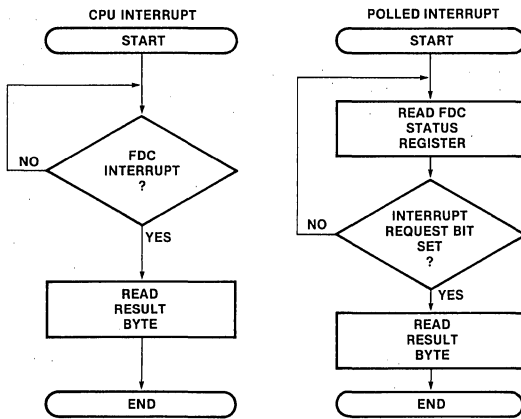 CPU INTERRUPT
START
FDC
INTERRUPT
?
NO
YES
READ
RESULT
BYTE
END
POLLED INTERRUPT
START
READ FDC
STATUS
REGISTER
INTERRUPT
REQUEST BIT
SET
?
NO
YES
READ
RESULT
BYTE
END